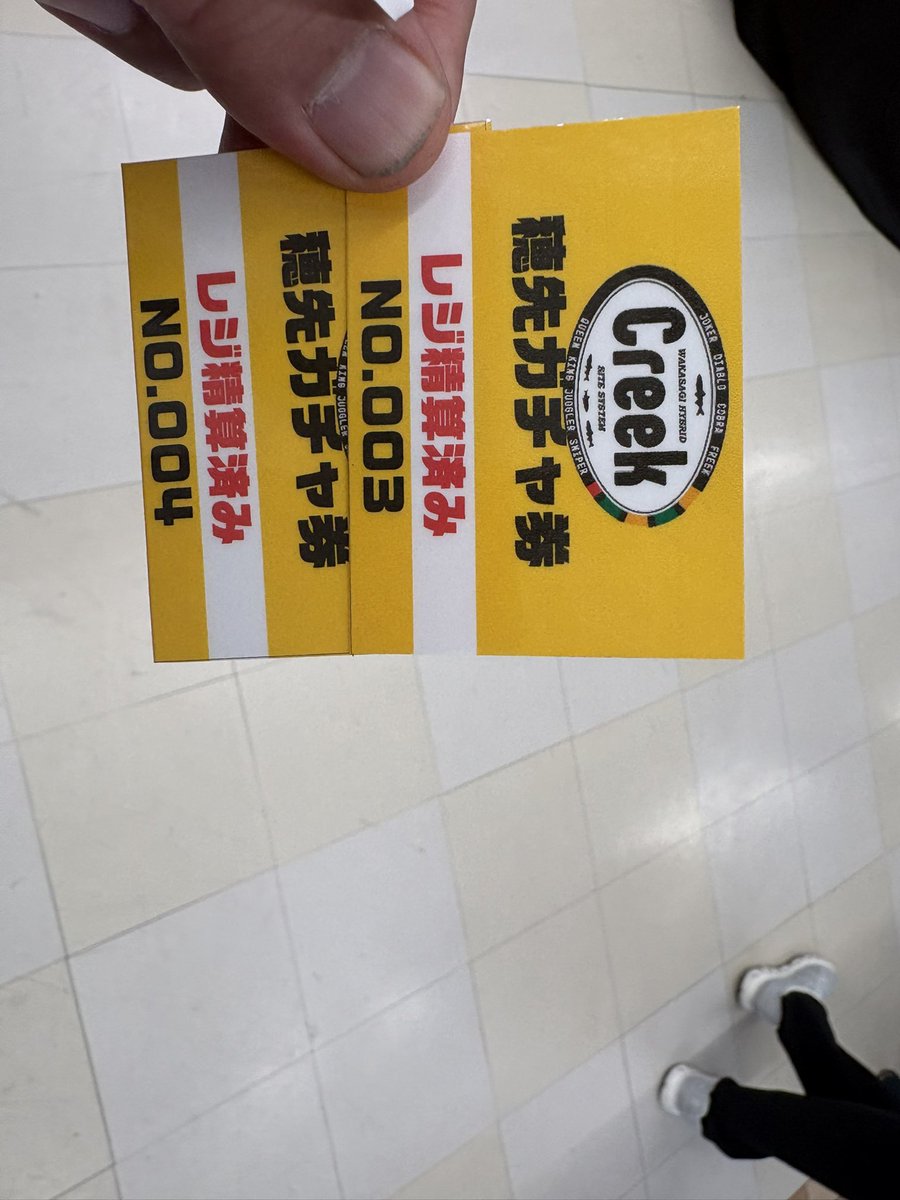 JOKER DIABLO COBRA FREEK
WAKASAGI HYBRID
Creek
SITE SYSTEM
QUEEN KING JUGGLER SNIPER
穂先ガチャ券
レジ精算済み
NO.003
KING JUGGLER
穂先ガチャ券
レジ精算済み
NO.004